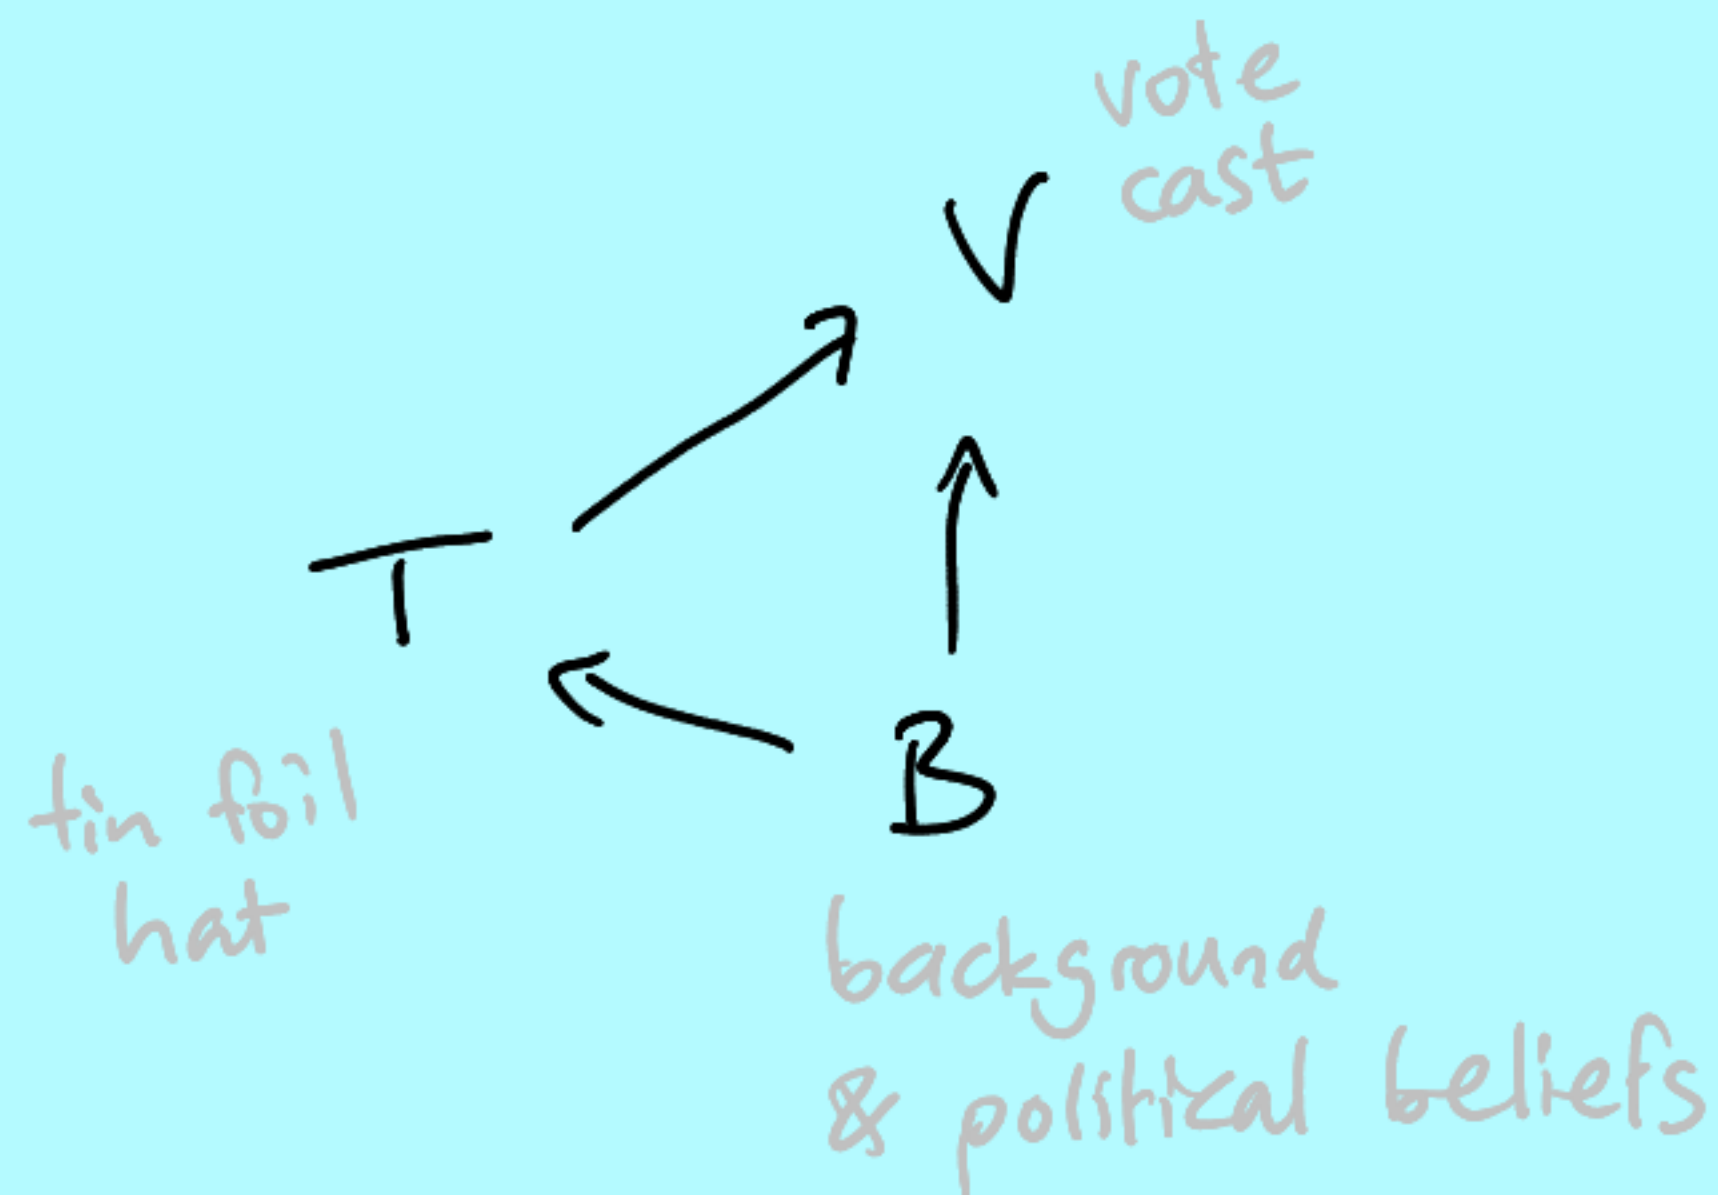 vote
cast
V
T
tin foil
hat
B
background
& political beliefs